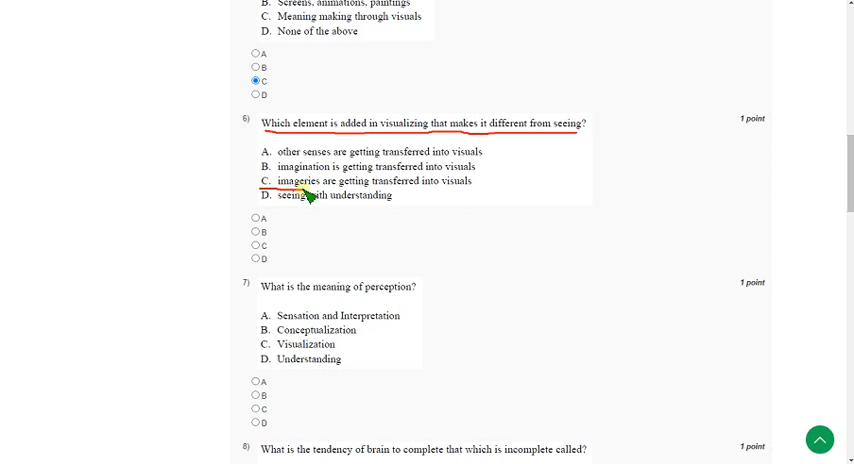 B. Screens, animations, paintings
C. Meaning making through visuals
D. None of the above
A
B
C
D
6) Which element is added in visualizing that makes it different from seeing? 1 point
A. other senses are getting transferred into visuals
B. imagination is getting transferred into visuals
C. imageries are getting transferred into visuals
D. seeing with understanding
A
B
C
D
7) What is the meaning of perception? 1 point
A. Sensation and Interpretation
B. Conceptualization
C. Visualization
D. Understanding
A
B
C
D
8) What is the tendency of brain to complete that which is incomplete called? 1 point